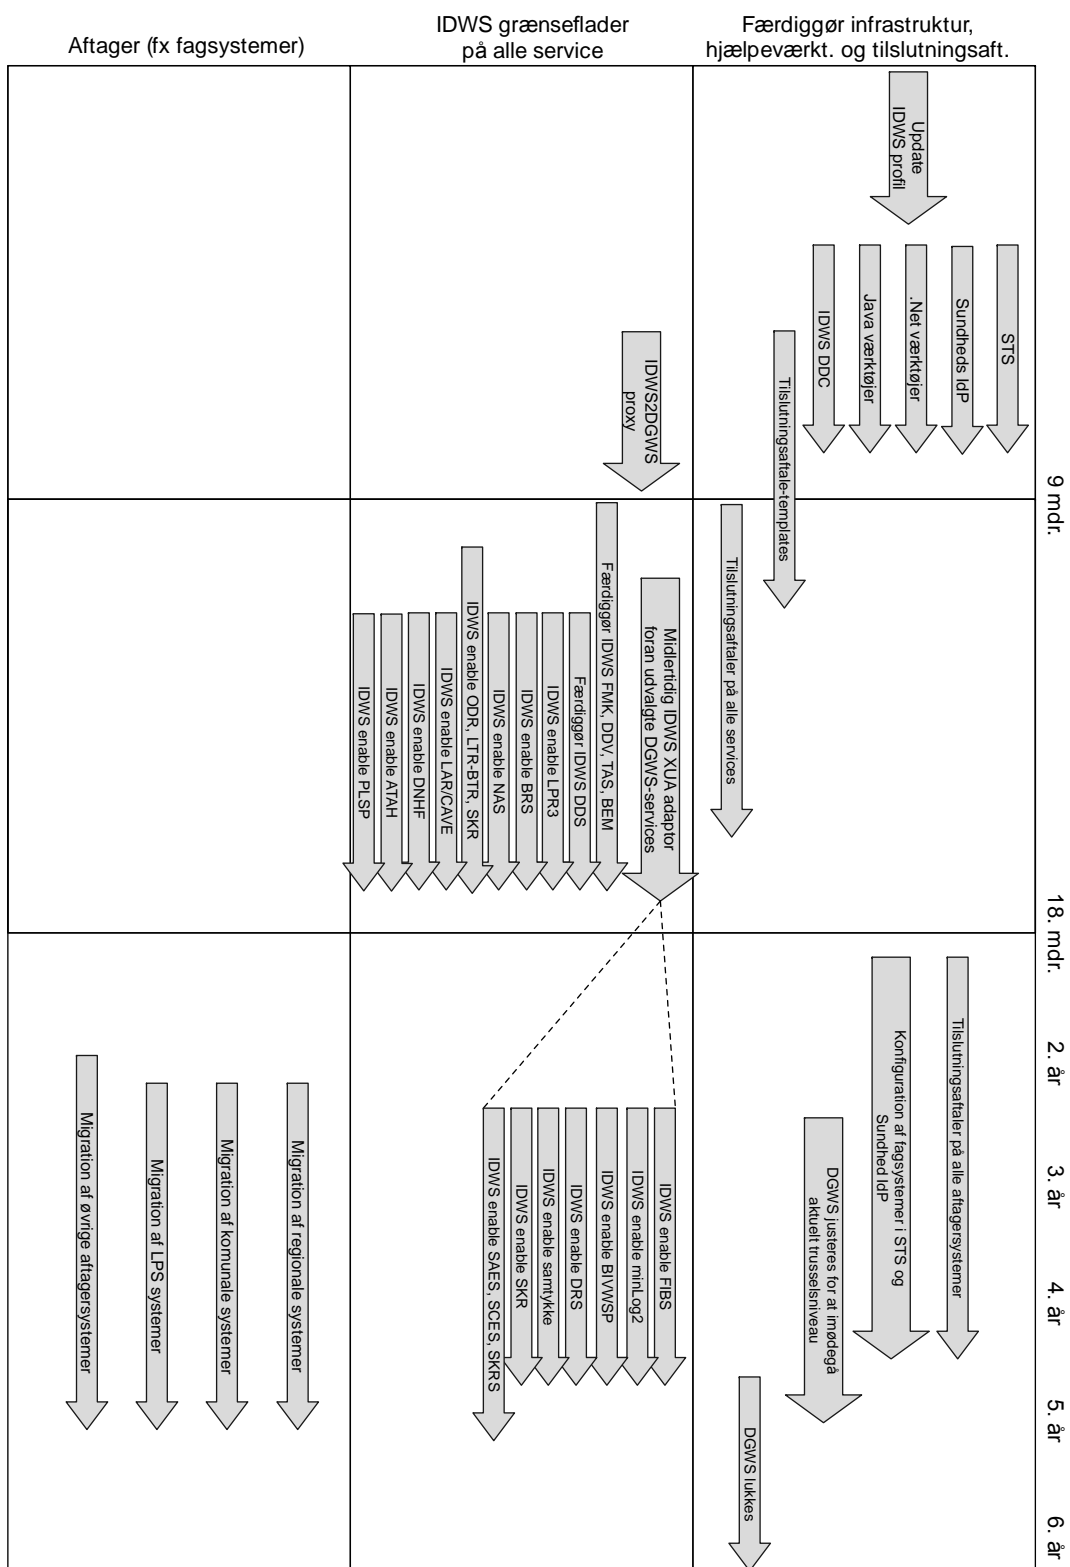 Aftager (fx fagsystemer)
IDWS grænseflader
på alle service
Færdiggør infrastruktur,
hjælpeværkt. og tilslutningsaft.
9 mdr.
18. mdr.
2. år
3. år
4. år
5. år
6. år
Update
IDWS profil
STS
Sundheds IdP
.Net værktøjer
Java værktøjer
IDWS DDC
Tilslutningsaftale-templates
Tilslutningsaftaler på alle services
Tilslutningsaftaler på alle aftagersystemer
Konfiguration af fagsystemer i STS og
Sundhed IdP
DGWS justeres for at imødegå
aktuelt trusselsniveau
DGWS lukkes
IDWS2DGWS
proxy
Midlertidig IDWS XUA adaptor
foran udvalgte DGWS-services
Færdiggør IDWS FMK, DDV, TAS, BEM
Færdiggør IDWS DDS
IDWS enable LPR3
IDWS enable BRS
IDWS enable NAS
IDWS enable ODR, LTR-BTR, SKR
IDWS enable LAR/CAVE
IDWS enable DNHF
IDWS enable ATAH
IDWS enable PLSP
IDWS enable FIBS
IDWS enable minLog2
IDWS enable BIVWSP
IDWS enable DRS
IDWS enable samtykke
IDWS enable SKR
IDWS enable SAES, SCES, SKRS
Migration af regionale systemer
Migration af komunale systemer
Migration af LPS systemer
Migration af øvrige aftagersystemer